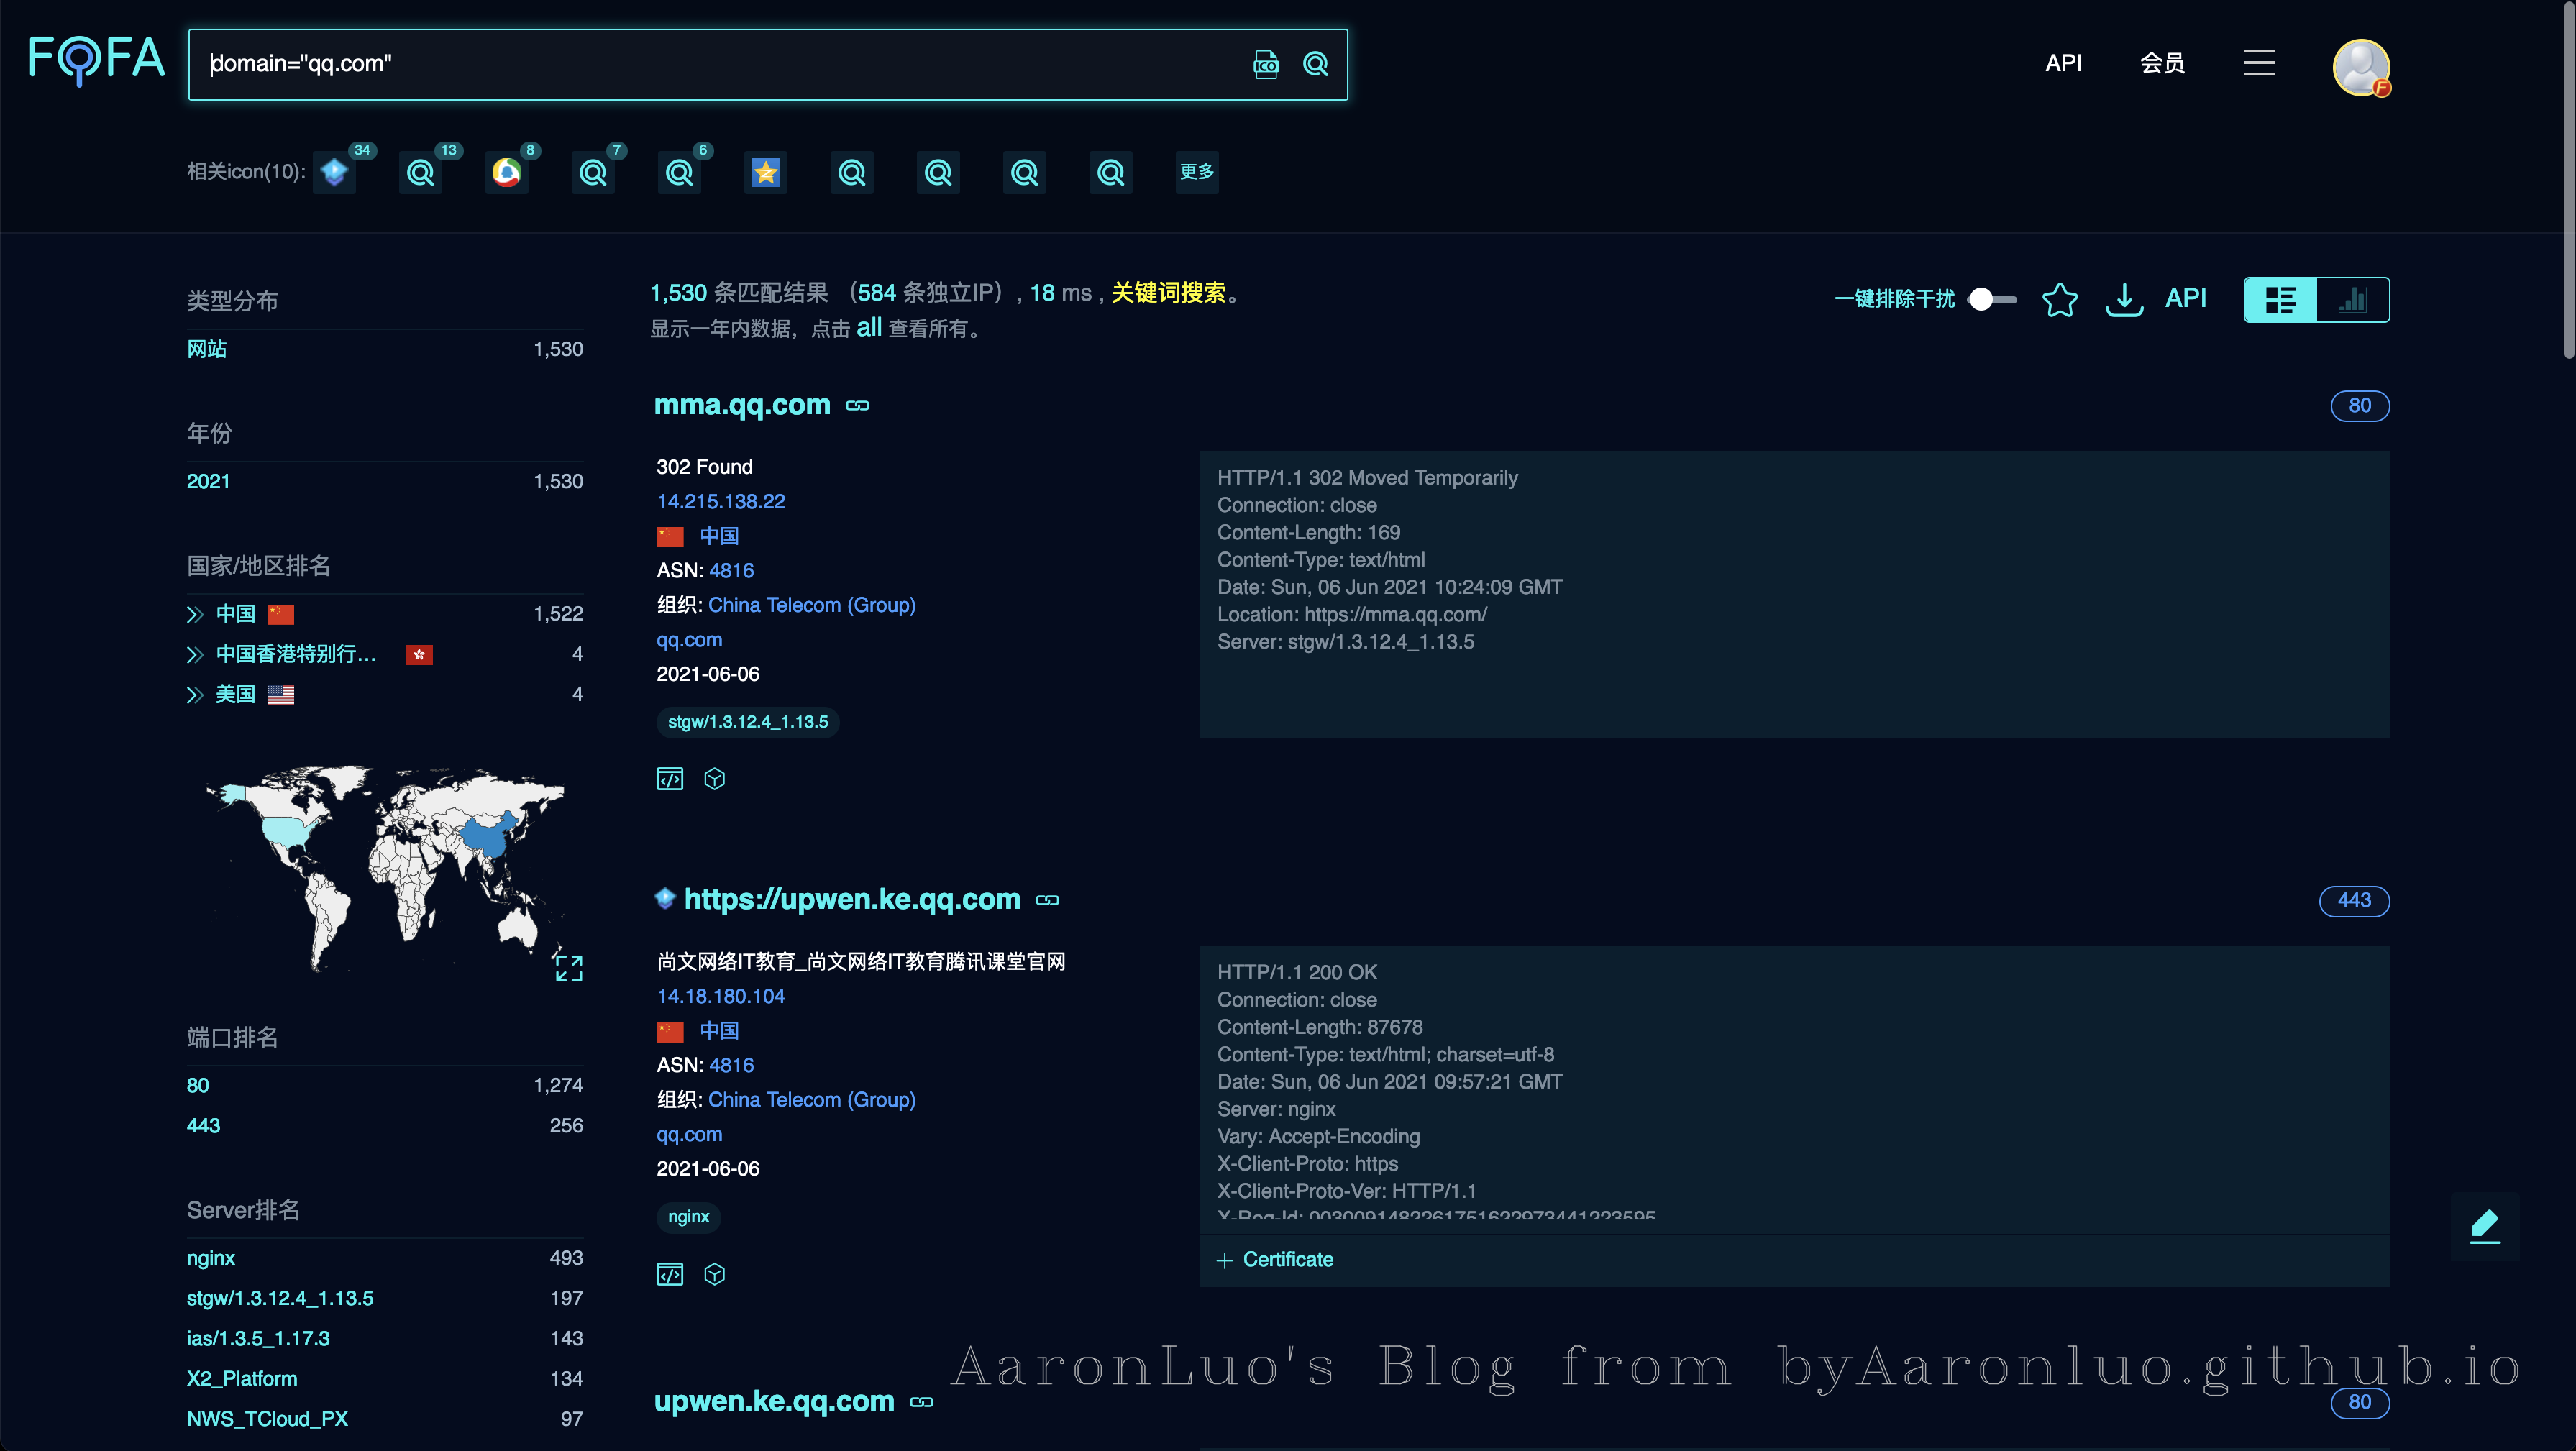 FOFA
domain="qq.com"
ICO
API
会员
F
相关icon(10):
34
13
8
7
6
更多
类型分布
网站 1,530
年份
2021 1,530
国家/地区排名
中国 1,522
中国香港特别行... 4
美国 4
端口排名
80 1,274
443 256
Server排名
nginx 493
stgw/1.3.12.4_1.13.5 197
ias/1.3.5_1.17.3 143
X2_Platform 134
NWS_TCloud_PX 97
1,530 条匹配结果 （584 条独立IP）, 18 ms , 关键词搜索。
显示一年内数据，点击 all 查看所有。
一键排除干扰
API
mma.qq.com
80
302 Found
14.215.138.22
中国
ASN: 4816
组织: China Telecom (Group)
qq.com
2021-06-06
stgw/1.3.12.4_1.13.5
HTTP/1.1 302 Moved Temporarily
Connection: close
Content-Length: 169
Content-Type: text/html
Date: Sun, 06 Jun 2021 10:24:09 GMT
Location: https://mma.qq.com/
Server: stgw/1.3.12.4_1.13.5
https://upwen.ke.qq.com
443
尚文网络IT教育_尚文网络IT教育腾讯课堂官网
14.18.180.104
中国
ASN: 4816
组织: China Telecom (Group)
qq.com
2021-06-06
nginx
HTTP/1.1 200 OK
Connection: close
Content-Length: 87678
Content-Type: text/html; charset=utf-8
Date: Sun, 06 Jun 2021 09:57:21 GMT
Server: nginx
Vary: Accept-Encoding
X-Client-Proto: https
X-Client-Proto-Ver: HTTP/1.1
X-Req-Id: 
Certificate
upwen.ke.qq.com
80
AaronLuo's Blog from byAaronluo.github.io